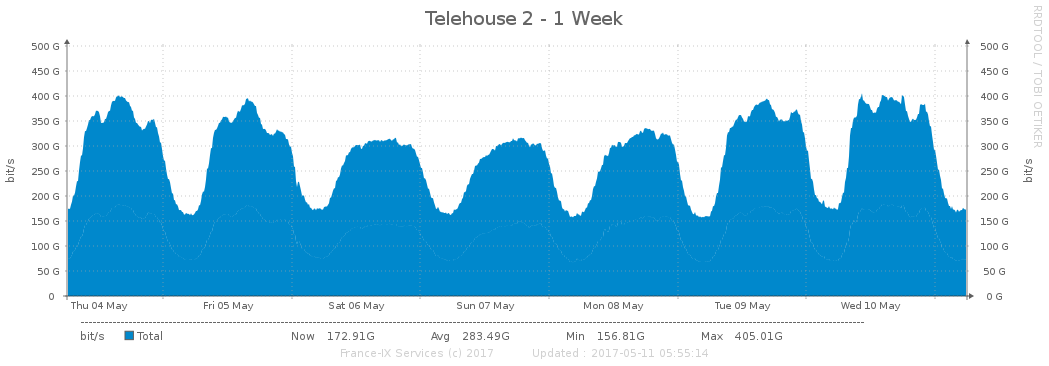 Telehouse 2 - 1 Week
RRDTOOL / TOBI OETIKER
500 G 500 G
450 G 450 G
400 G 400 G
350 G 350 G
300 G 300 G
250 G 250 G
200 G 200 G
150 G 150 G
100 G 100 G
50 G 50 G
0 0 G
bit/s
bit/s
Thu 04 May Fri 05 May Sat 06 May Sun 07 May Mon 08 May Tue 09 May Wed 10 May
bit/s Total Now 172.91G Avg 283.49G Min 156.81G Max 405.01G
France-IX Services (c) 2017 Updated : 2017-05-11 05:55:14